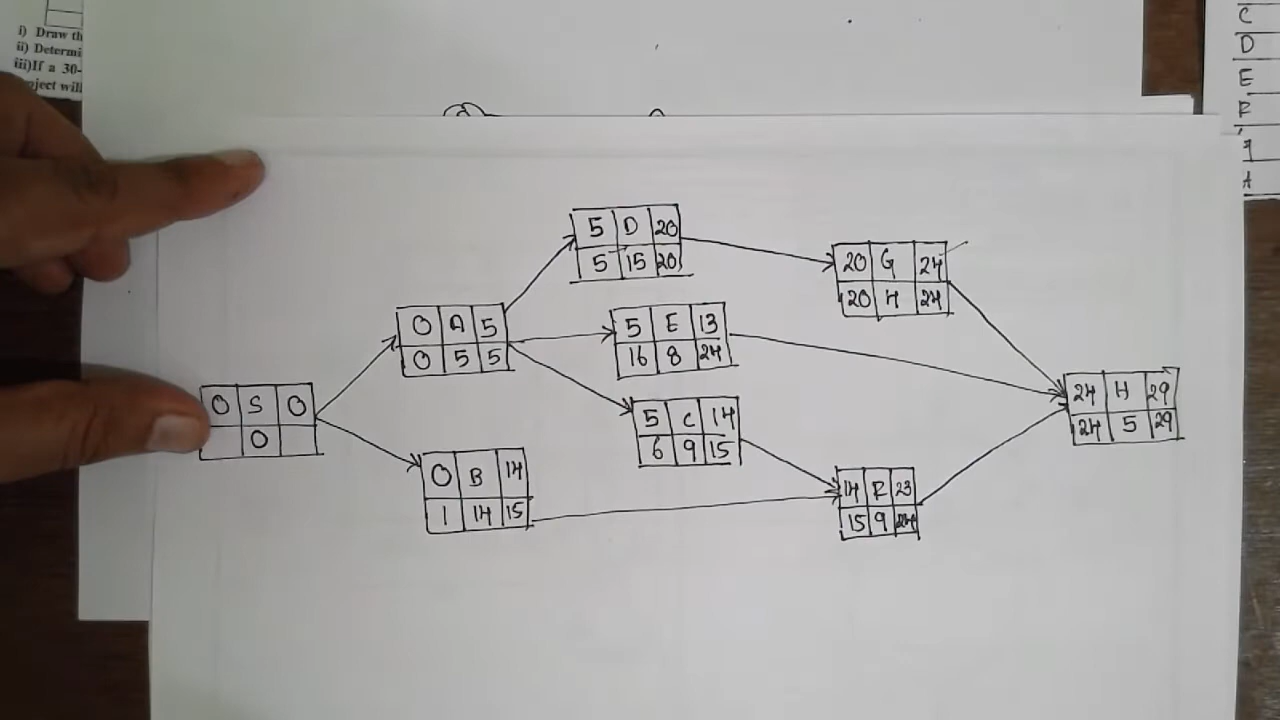 i) Draw th
ii) Determi
iii)If a 30-
oject will
C
D
E
F
A
5 D 20
5 15 20
20 G 24
20 4 24
0 A 5
0 5 5
5 E 13
16 8 24
0 S 0
0
5 C 14
6 9 15
24 H 29
24 5 29
0 B 14
1 14 15
14 F 23
15 9 24